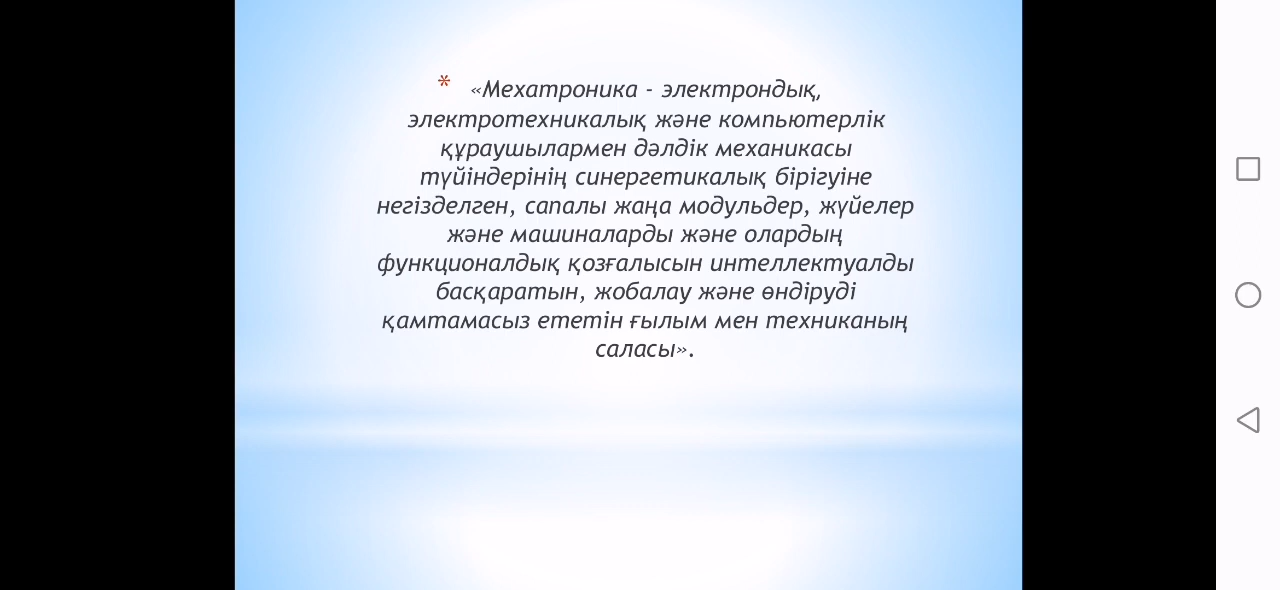 * «Мехатроника - электрондық,
электротехникалық және компьютерлік
құраушылармен дәлдік механикасы
түйіндерінің синергетикалық бірігуіне
негізделген, сапалы жаңа модульдер, жүйелер
және машиналарды және олардың
функционалдық қозғалысын интеллектуалды
басқаратын, жобалау және өндіруді
қамтамасыз ететін ғылым мен техниканың
саласы».